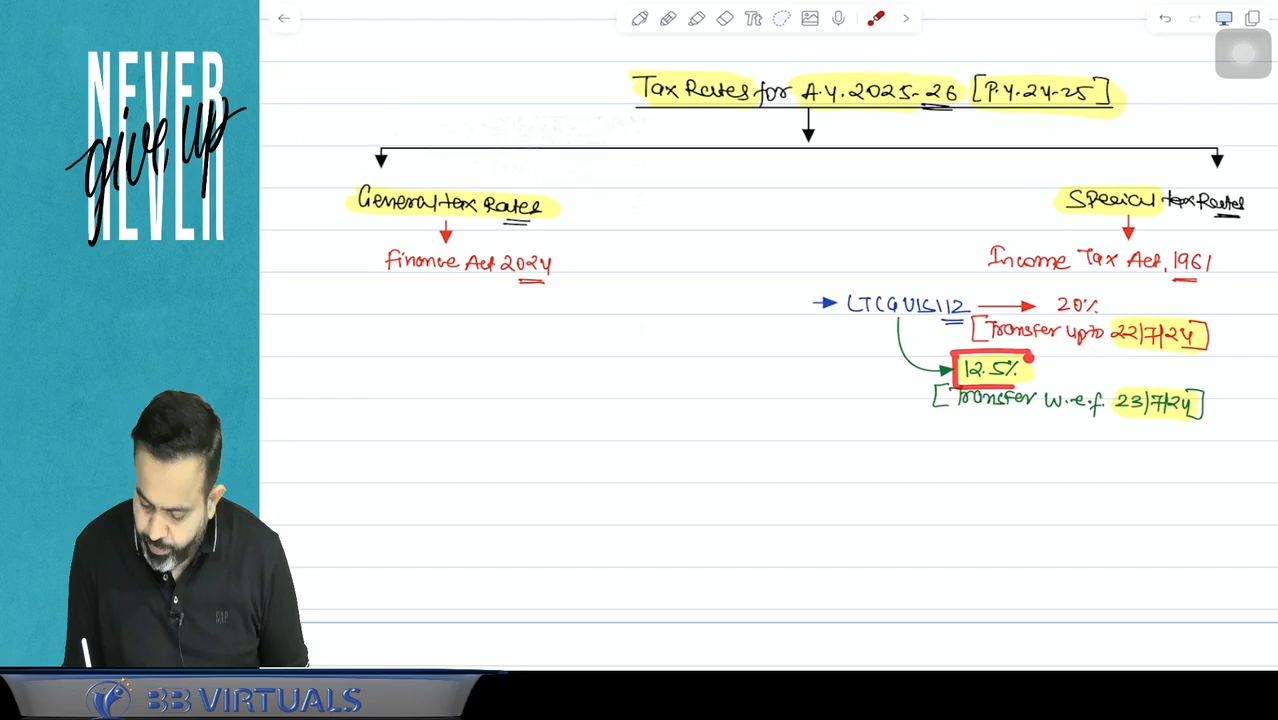 NEVER
give up
NEVER
Tax Rates for A.Y. 2025-26 [P.Y. 24-25]
General tax Rates
Special tax Rates
Finance Act 2024
Income Tax Act, 1961
LTCG U/S 112 20%
[Transfer upto 22/7/24]
12.5%
[Transfer w.e.f. 23/7/24]
GAP
BB VIRTUALS